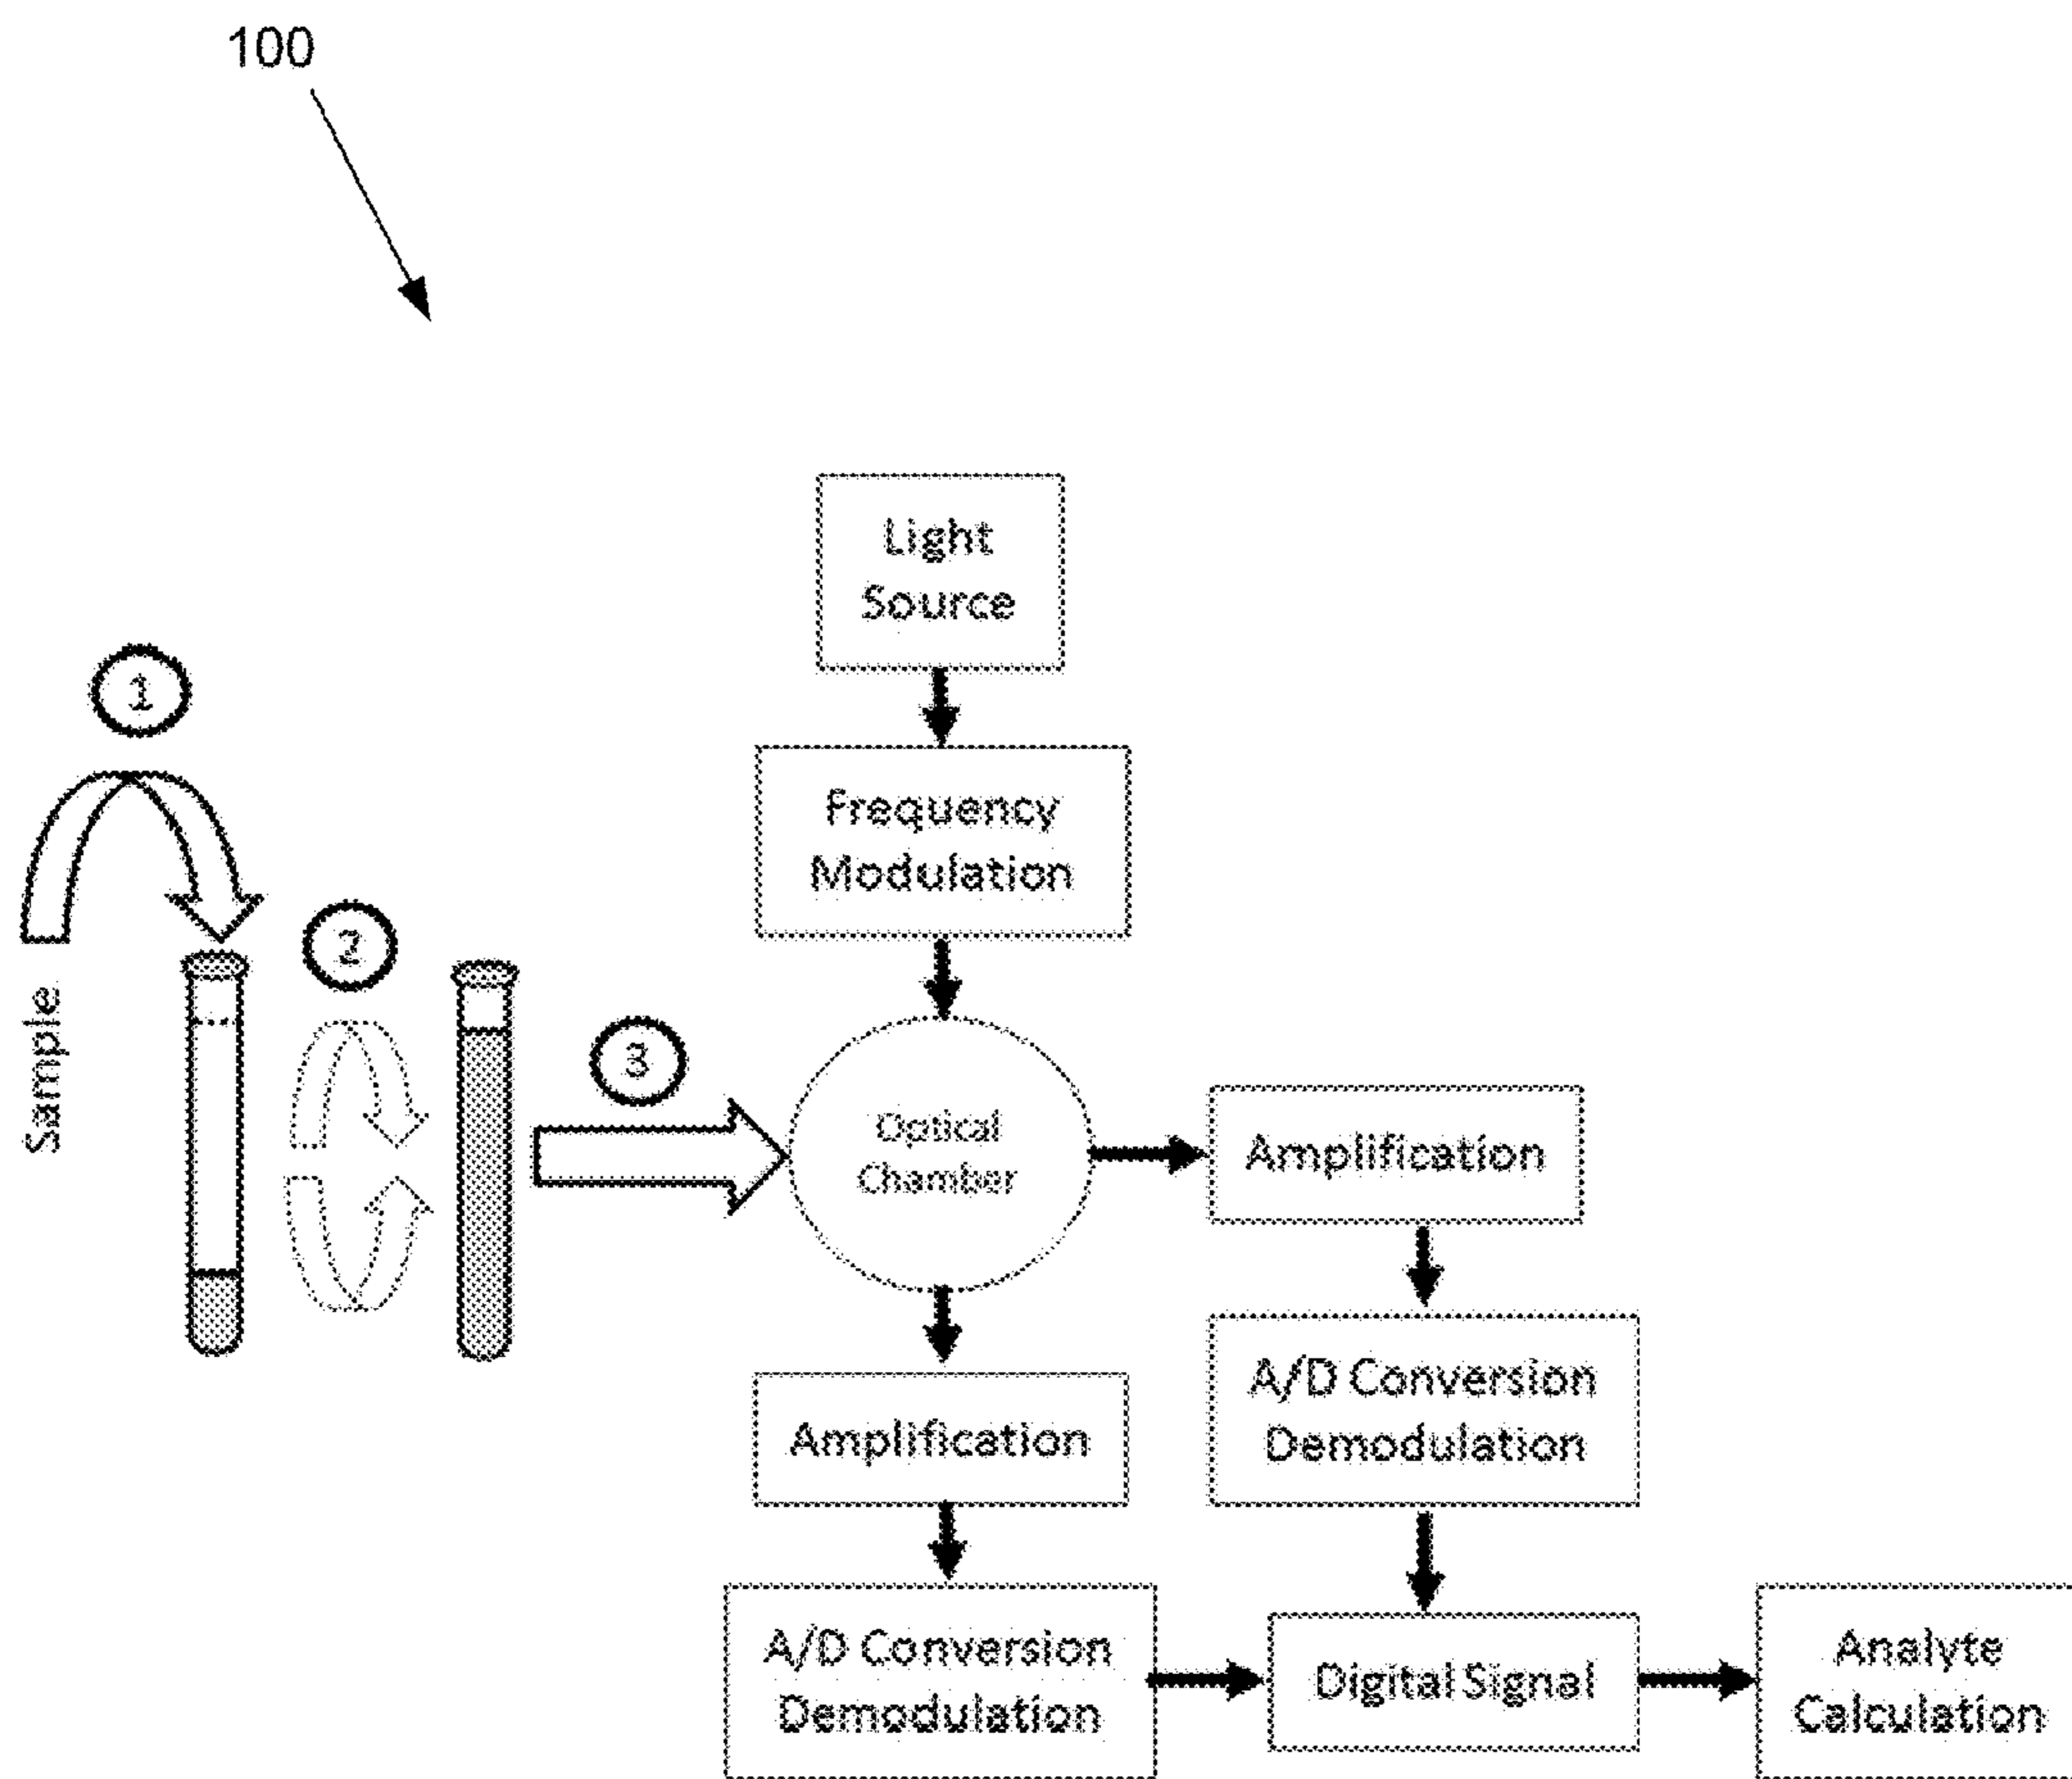 100
Light
Source
1
Frequency
Modulation
2
Sample
3
Optical
Chamber
Amplification
A/D Conversion
Demodulation
Amplification
A/D Conversion
Demodulation
Digital Signal
Analyte
Calculation